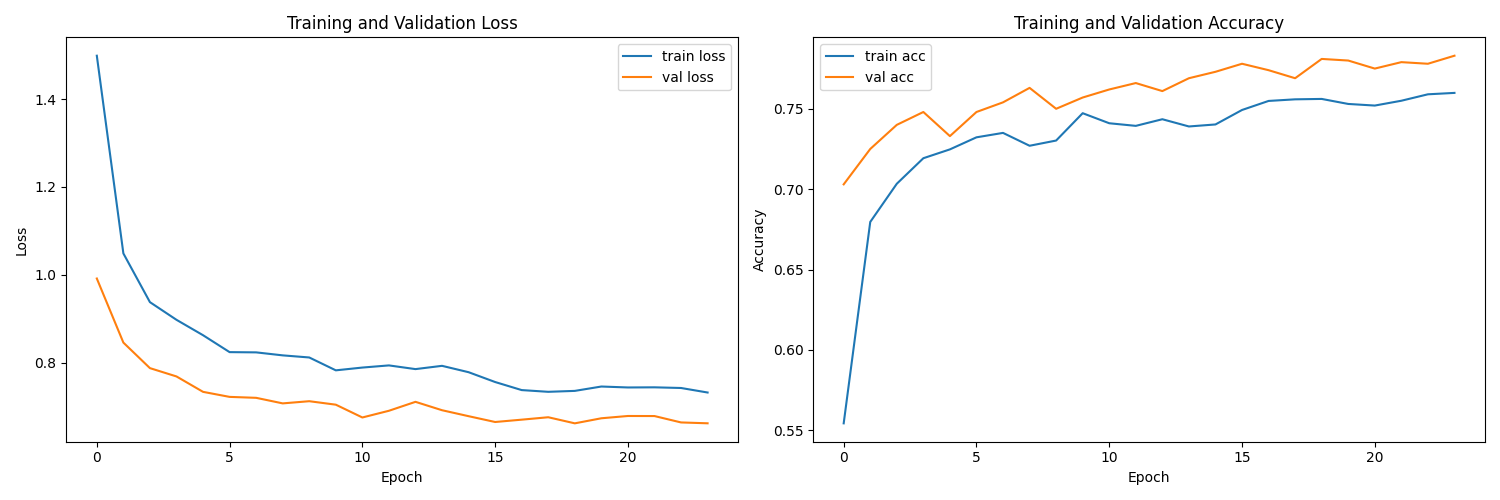 Training and Validation Loss
train loss
val loss
1.4
1.2
1.0
0.8
Loss
0 5 10 15 20
Epoch
Training and Validation Accuracy
train acc
val acc
0.75
0.70
0.65
0.60
0.55
Accuracy
0 5 10 15 20
Epoch